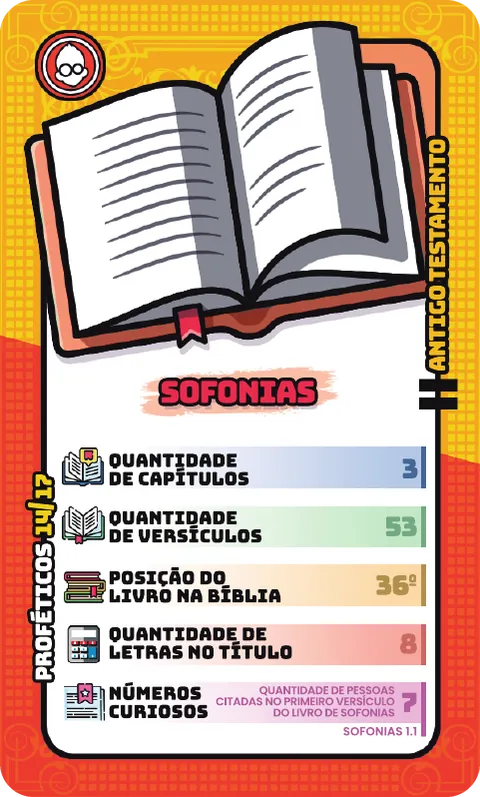 ANTIGO TESTAMENTO
SOFONIAS
QUANTIDADE
DE CAPÍTULOS
3
QUANTIDADE
DE VERSÍCULOS
53
POSIÇÃO DO
LIVRO NA BÍBLIA
36º
QUANTIDADE DE
LETRAS NO TÍTULO
8
NÚMEROS
CURIOSOS
QUANTIDADE DE PESSOAS
CITADAS NO PRIMEIRO VERSÍCULO
DO LIVRO DE SOFONIAS
7
SOFONIAS 1.1
PROFÉTICOS 14/17